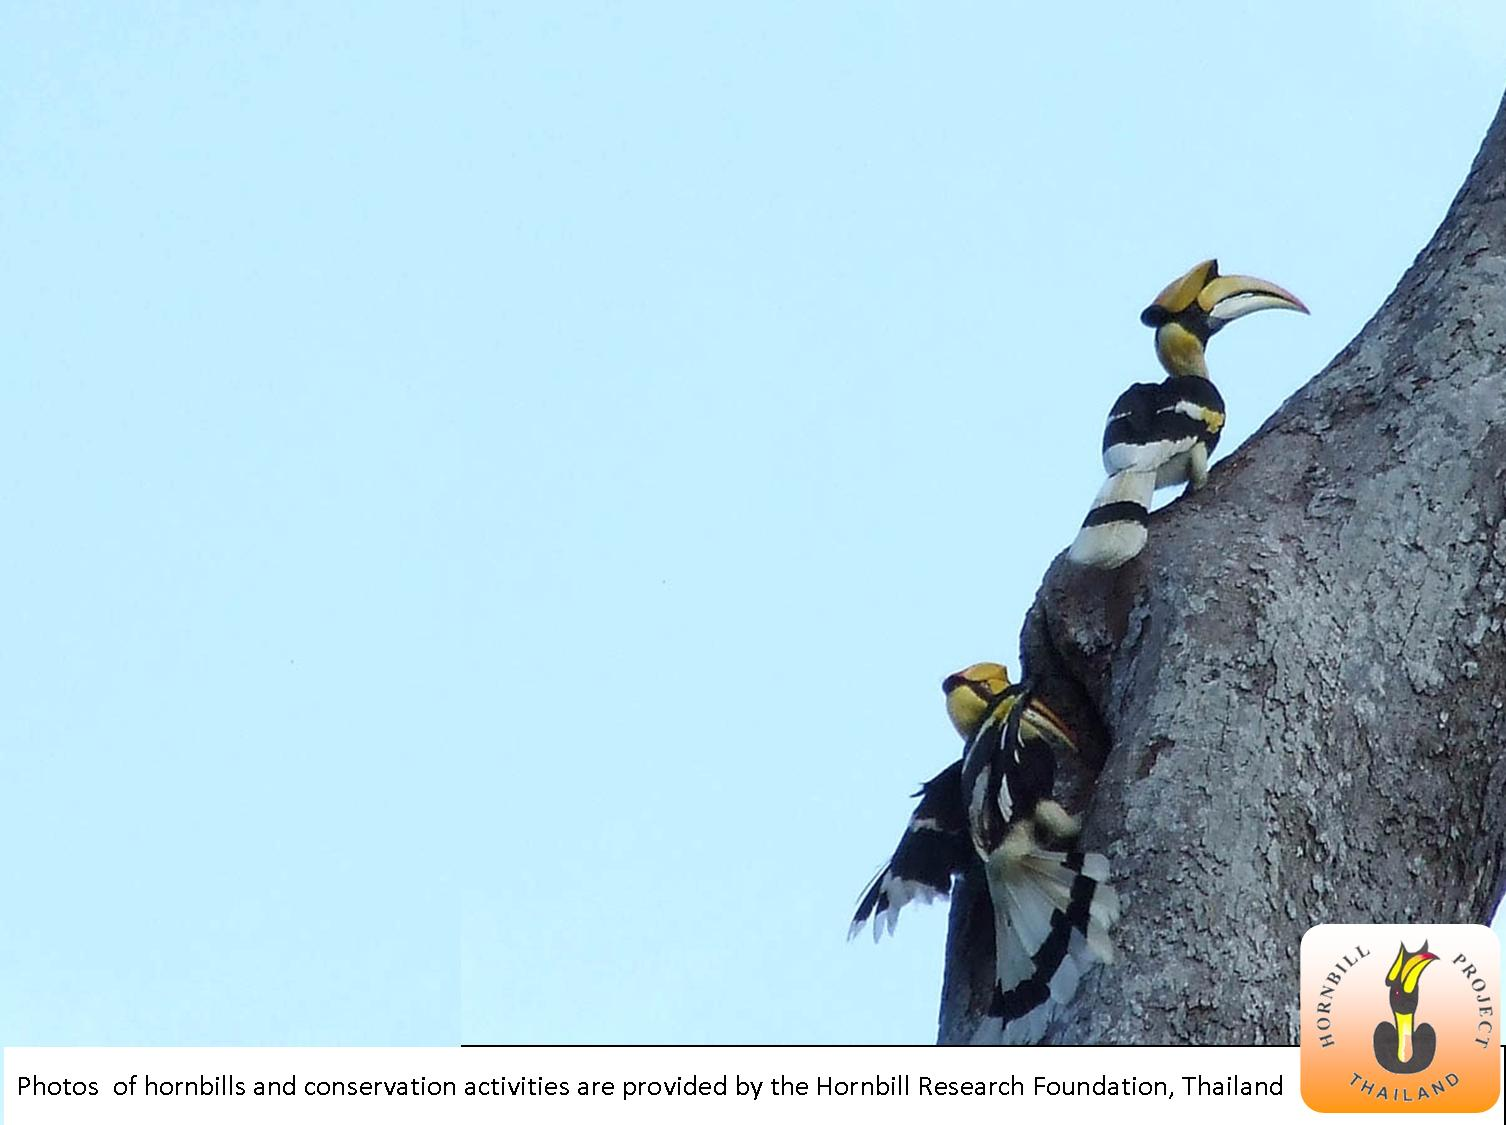 Photos  of hornbills and conservation activities are provided by the Hornbill Research Foundation, Thailand
HORNBILL PROJECT
THAILAND